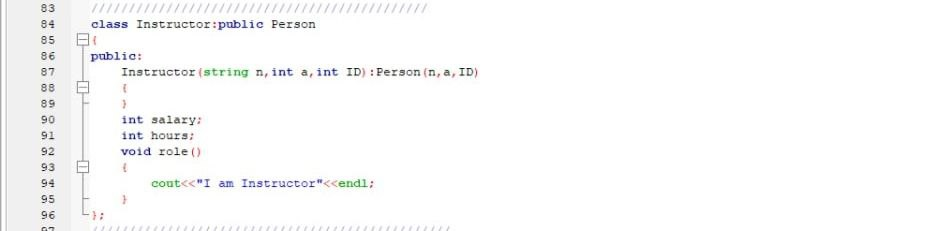 83 /////////////////////////////////////////////
84 class Instructor:public Person
85 {
86 public:
87 Instructor(string n,int a,int ID):Person(n,a,ID)
88 {
89 }
90 int salary;
91 int hours;
92 void role()
93 {
94 cout<<"I am Instructor"<<endl;
95 }
96 };
97 ////////////////////////////////////////////////